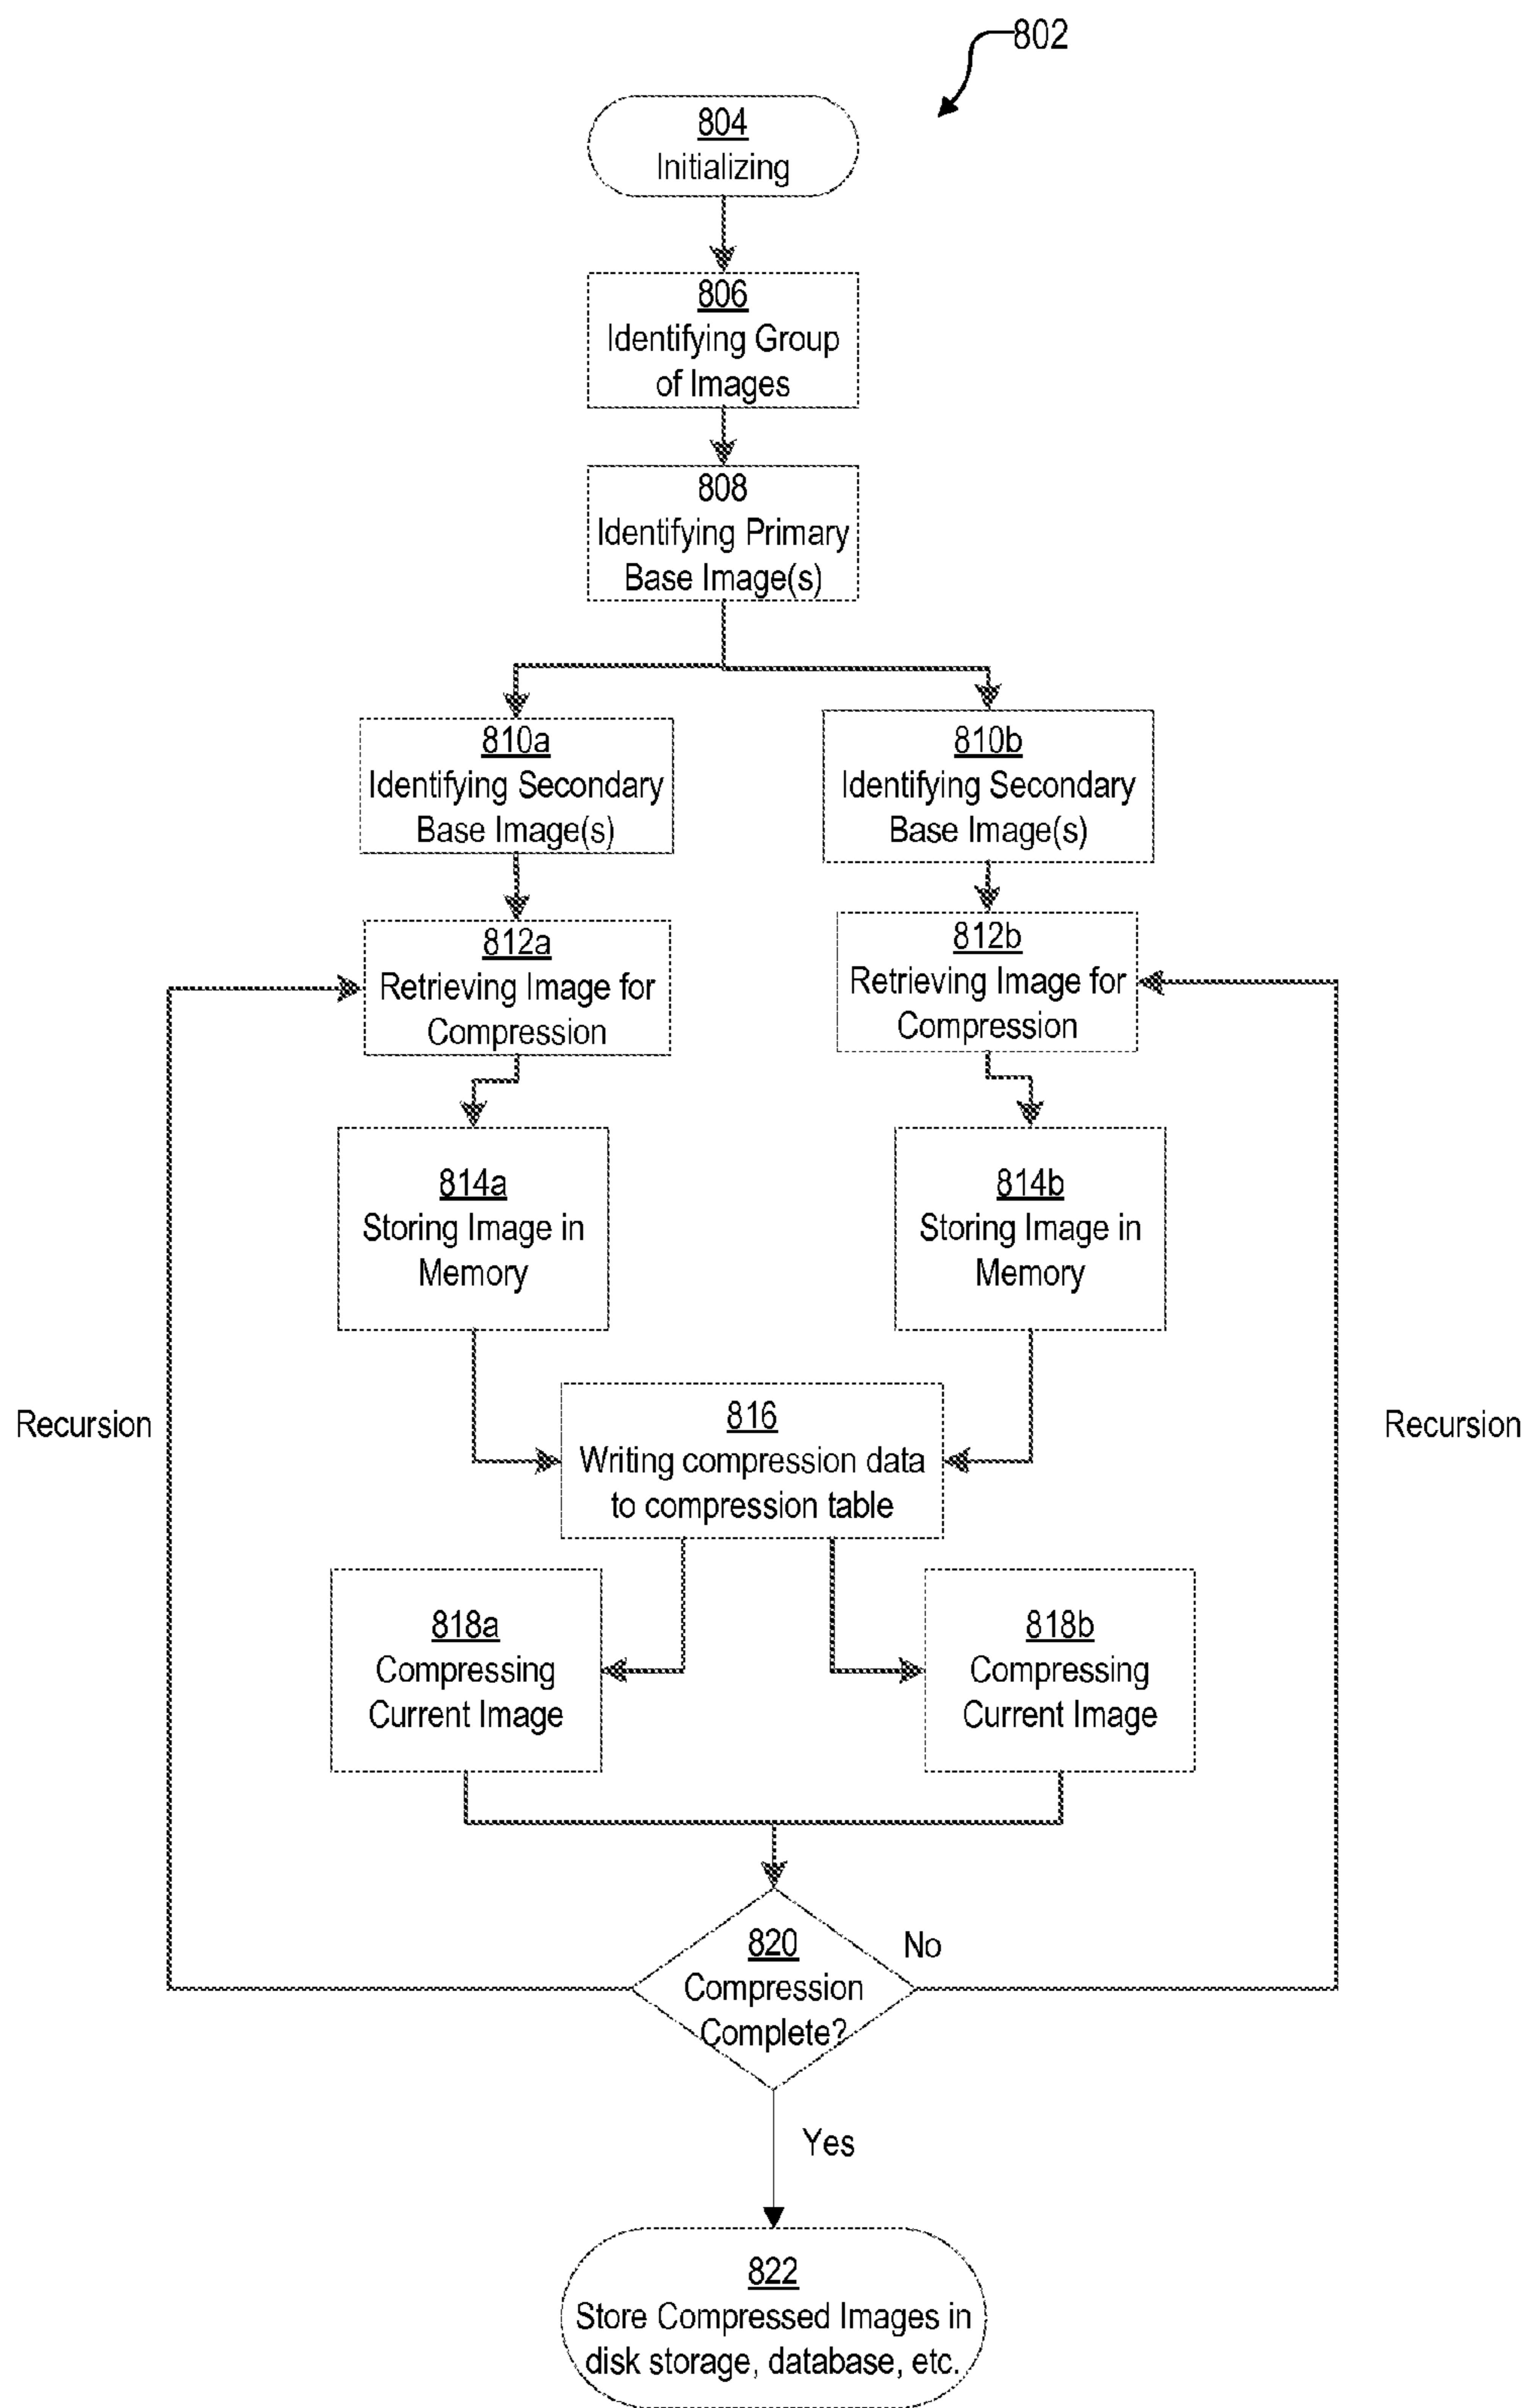 802
804
Initializing
806
Identifying Group
of Images
808
Identifying Primary
Base Image(s)
810a
Identifying Secondary
Base Image(s)
810b
Identifying Secondary
Base Image(s)
812a
Retrieving Image for
Compression
812b
Retrieving Image for
Compression
814a
Storing Image in
Memory
814b
Storing Image in
Memory
Recursion
816
Writing compression data
to compression table
Recursion
818a
Compressing
Current Image
818b
Compressing
Current Image
820
Compression
Complete?
No
Yes
822
Store Compressed Images in
disk storage, database, etc.